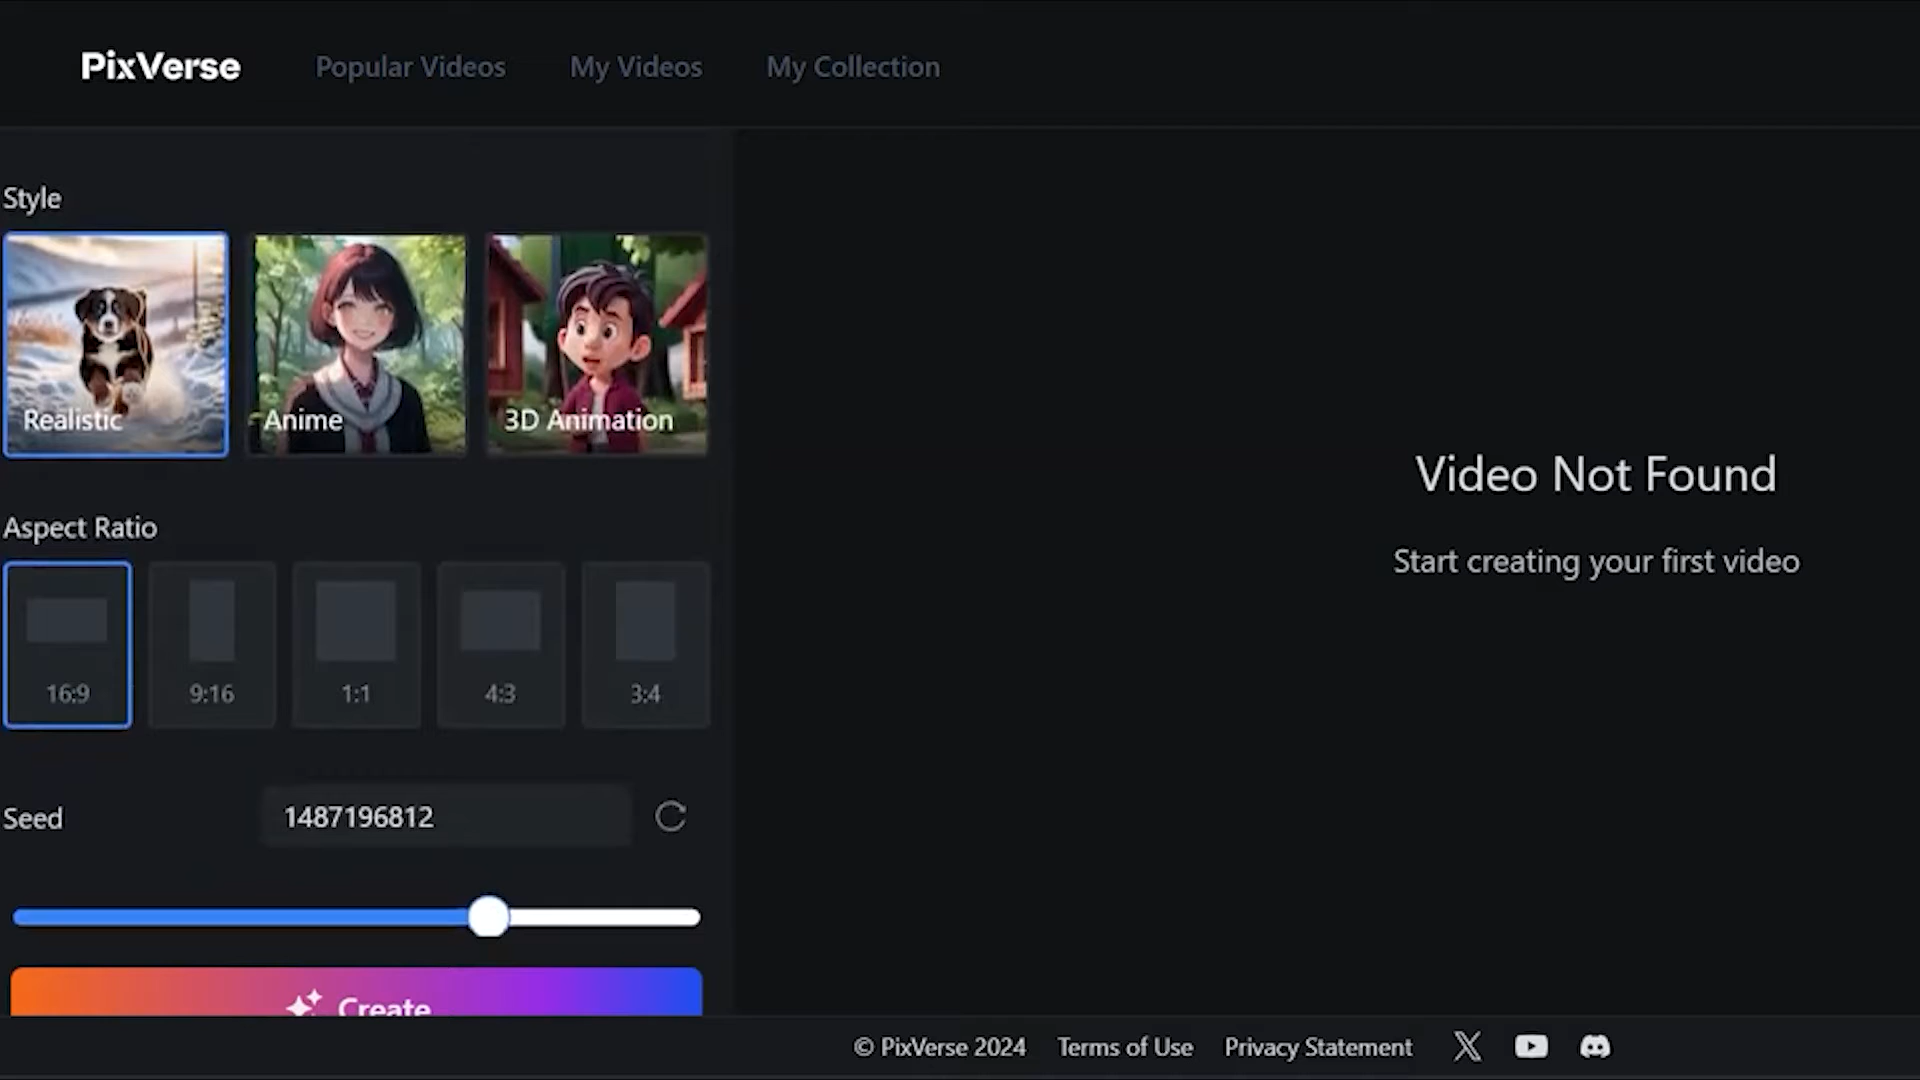 PixVerse
Popular Videos
My Videos
My Collection
Style
Realistic
Anime
3D Animation
Aspect Ratio
16:9
9:16
1:1
4:3
3:4
Seed
1487196812
Create
Video Not Found
Start creating your first video
© PixVerse 2024
Terms of Use
Privacy Statement